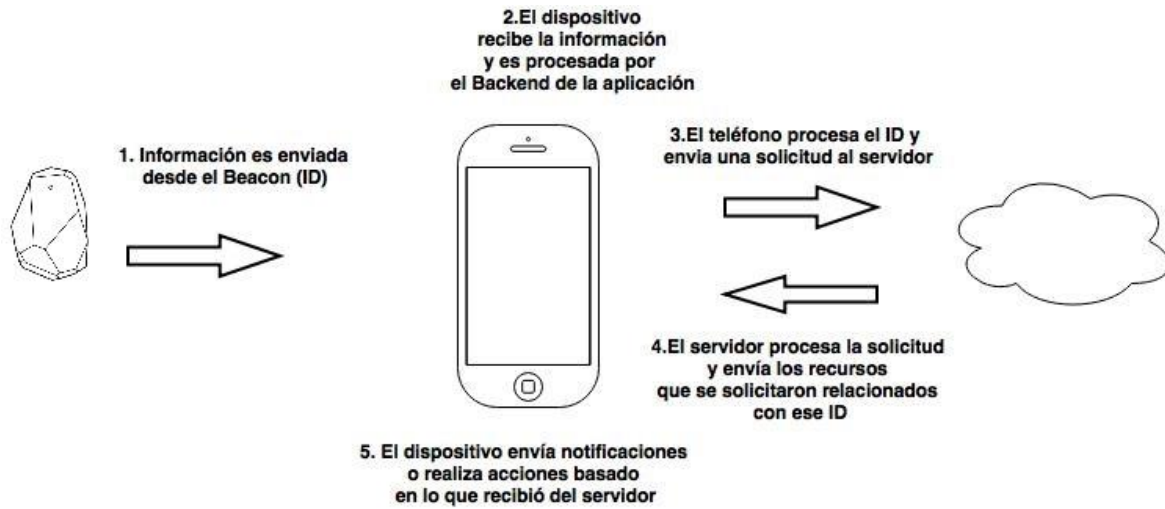 1. Información es enviada
desde el Beacon (ID)
2.El dispositivo
recibe la información
y es procesada por
el Backend de la aplicación
3.El teléfono procesa el ID y
envia una solicitud al servidor
4.El servidor procesa la solicitud
y envía los recursos
que se solicitaron relacionados
con ese ID
5. El dispositivo envía notificaciones
o realiza acciones basado
en lo que recibió del servidor